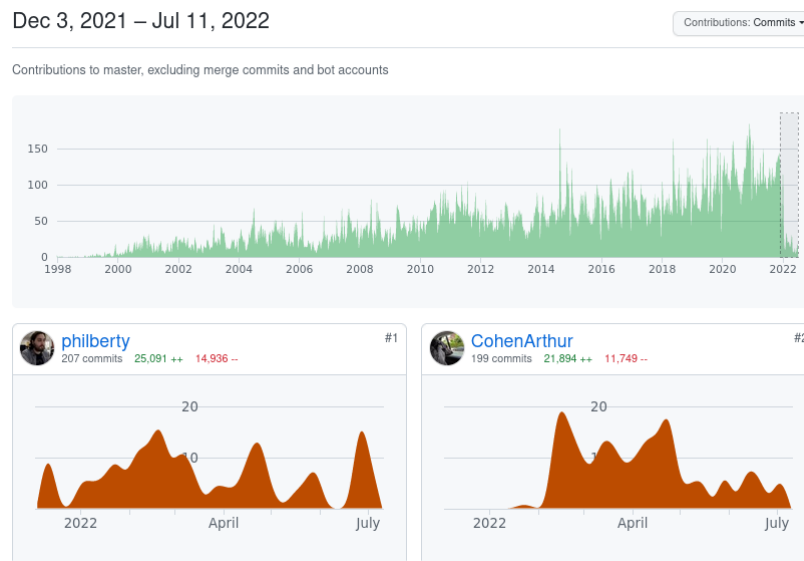 Dec 3, 2021 – Jul 11, 2022
Contributions: Commits
Contributions to master, excluding merge commits and bot accounts
150
100
50
0
1998 2000 2002 2004 2006 2008 2010 2012 2014 2016 2018 2020 2022
philberty #1
207 commits 25,091 ++ 14,936 --
20
10
2022 April July
CohenArthur #2
199 commits 21,894 ++ 11,749 --
20
10
2022 April July